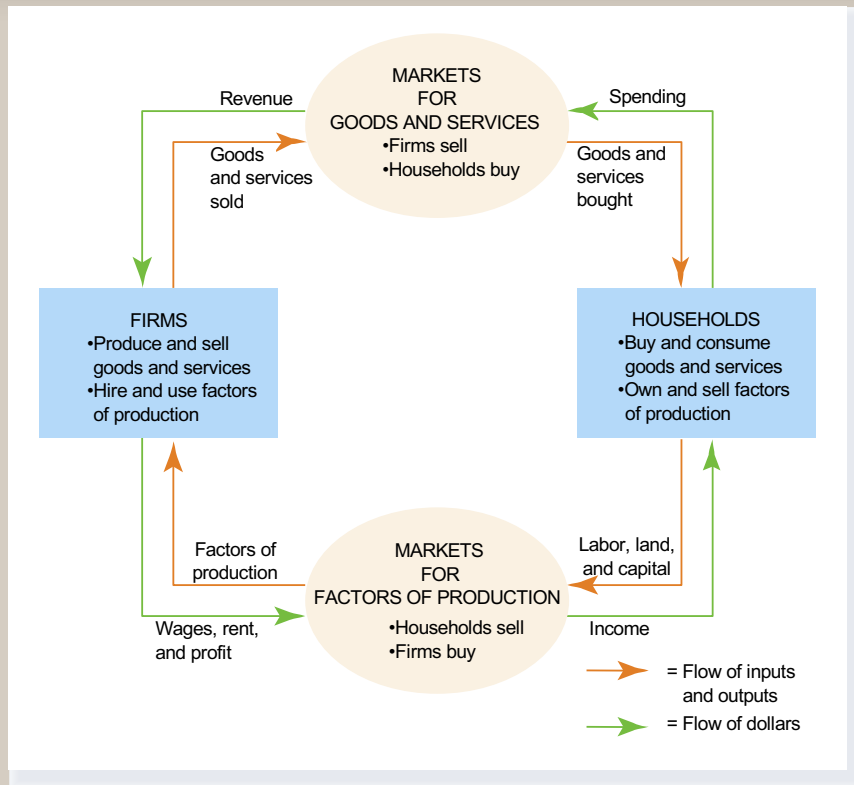 MARKETS
FOR
GOODS AND SERVICES
•Firms sell
•Households buy
Revenue
Spending
Goods
and services
sold
Goods and
services
bought
FIRMS
•Produce and sell
goods and services
•Hire and use factors
of production
HOUSEHOLDS
•Buy and consume
goods and services
•Own and sell factors
of production
Factors of
production
Labor, land,
and capital
MARKETS
FOR
FACTORS OF PRODUCTION
•Households sell
•Firms buy
Wages, rent,
and profit
Income
= Flow of inputs
and outputs
= Flow of dollars